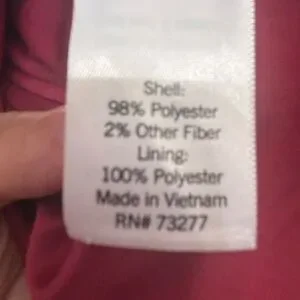 Shell:
98% Polyester
2% Other Fiber
Lining:
100% Polyester
Made in Vietnam
RN# 73277